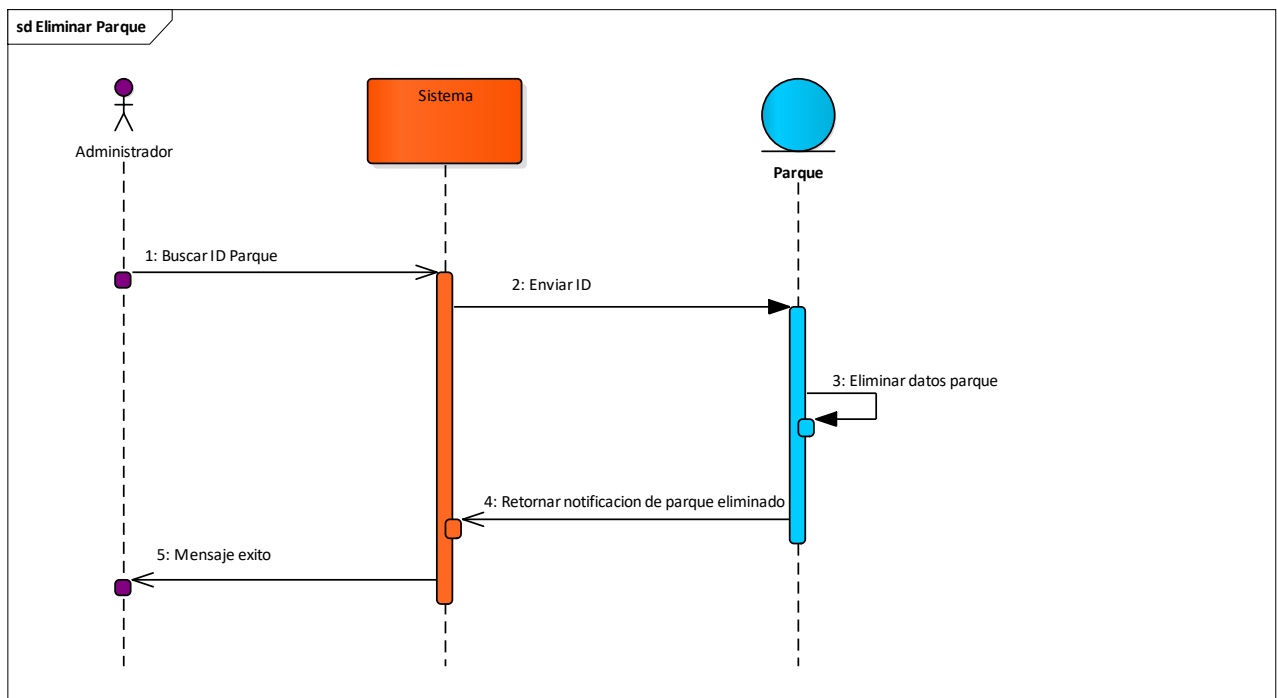 sd Eliminar Parque
Administrador
Sistema
Parque
1: Buscar ID Parque
2: Enviar ID
3: Eliminar datos parque
4: Retornar notificacion de parque eliminado
5: Mensaje exito